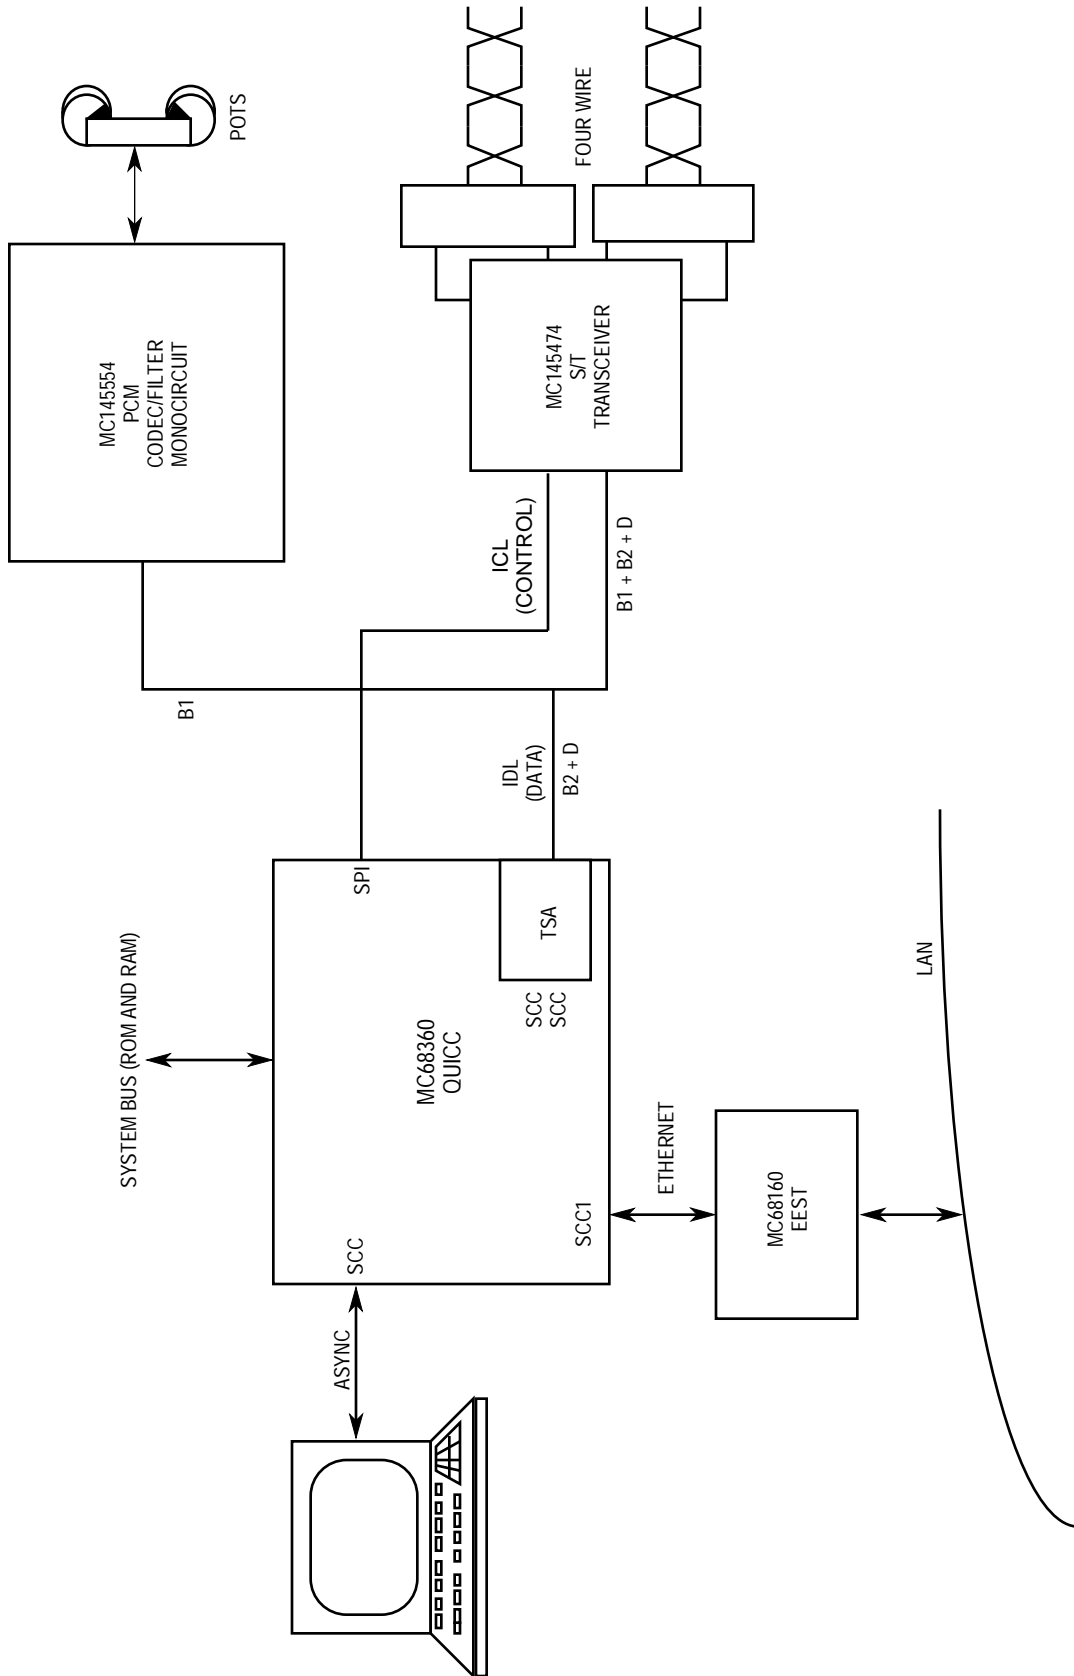 SYSTEM BUS (ROM AND RAM)
B1
MC145554
PCM
CODEC/FILTER
MONOCIRCUIT
POTS
ASYNC
SCC
SPI
MC68360
QUICC
TSA
SCC
SCC
SCC1
IDL
(DATA)
B2 + D
ICL
(CONTROL)
B1 + B2 + D
MC145474
S/T
TRANSCEIVER
FOUR WIRE
ETHERNET
MC68160
EEST
LAN